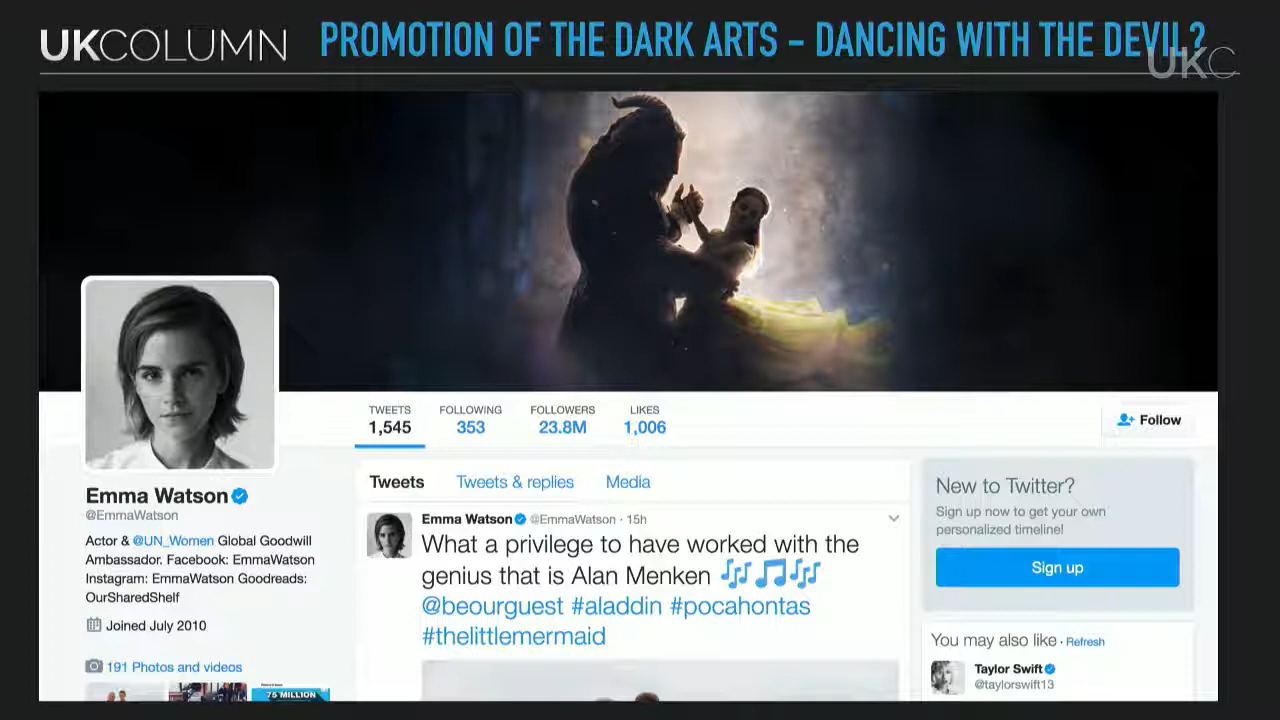 UKCOLUMN
PROMOTION OF THE DARK ARTS – DANCING WITH THE DEVIL?
UKC
TWEETS
1,545
FOLLOWING
353
FOLLOWERS
23.8M
LIKES
1,006
Follow
Emma Watson
@EmmaWatson
Actor & @UN_Women Global Goodwill
Ambassador. Facebook: EmmaWatson
Instagram: EmmaWatson Goodreads:
OurSharedShelf
Joined July 2010
191 Photos and videos
75 MILLION
Tweets
Tweets & replies
Media
Emma Watson @EmmaWatson · 15h
What a privilege to have worked with the
genius that is Alan Menken 🎶🎵🎶
@beourguest #aladdin #pocahontas
#thelittlemermaid
New to Twitter?
Sign up now to get your own
personalized timeline!
Sign up
You may also like · Refresh
Taylor Swift
@taylorswift13